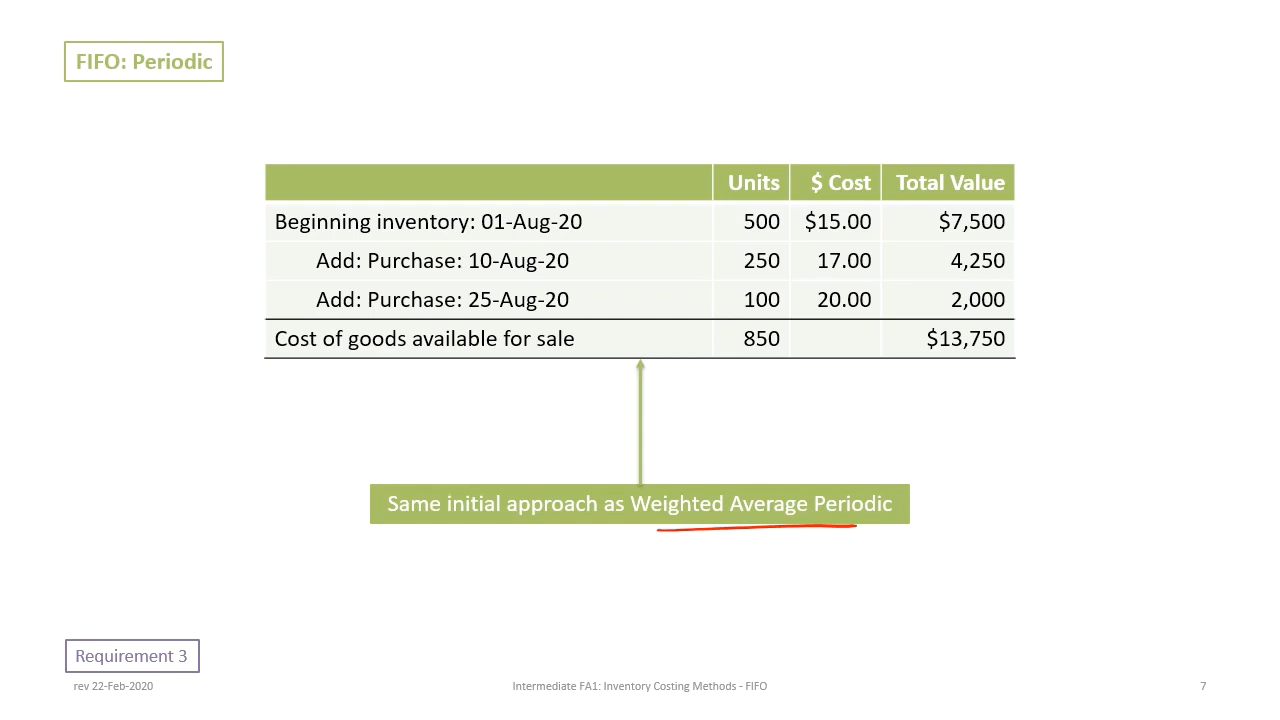 FIFO: Periodic
Units $ Cost Total Value
Beginning inventory: 01-Aug-20 500 $15.00 $7,500
Add: Purchase: 10-Aug-20 250 17.00 4,250
Add: Purchase: 25-Aug-20 100 20.00 2,000
Cost of goods available for sale 850 $13,750
Same initial approach as Weighted Average Periodic
Requirement 3
rev 22-Feb-2020 Intermediate FA1: Inventory Costing Methods - FIFO 7